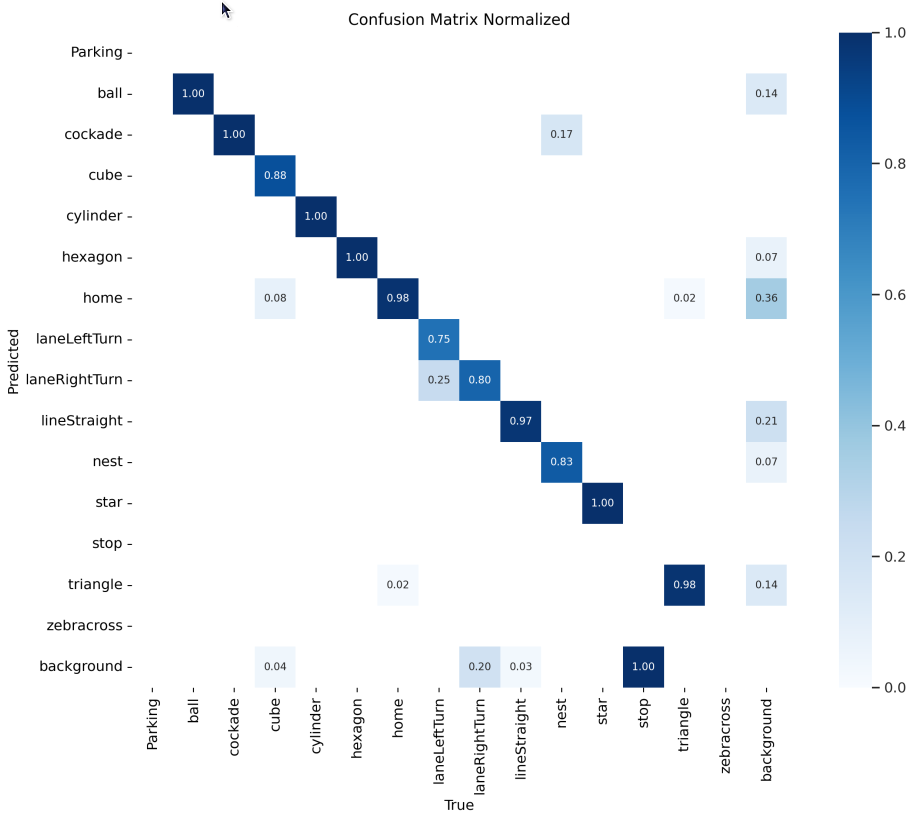 Confusion Matrix Normalized
Parking
ball 1.00 0.14
cockade 1.00 0.17
cube 0.88
cylinder 1.00
hexagon 1.00 0.07
home 0.08 0.98 0.02 0.36
laneLeftTurn 0.75
laneRightTurn 0.25 0.80
lineStraight 0.97 0.21
nest 0.83 0.07
star 1.00
stop
triangle 0.02 0.98 0.14
zebracross
background 0.04 0.20 0.03 1.00
Predicted
Parking ball cockade cube cylinder hexagon home laneLeftTurn laneRightTurn lineStraight nest star stop triangle zebracross background
True
1.0
0.8
0.6
0.4
0.2
0.0